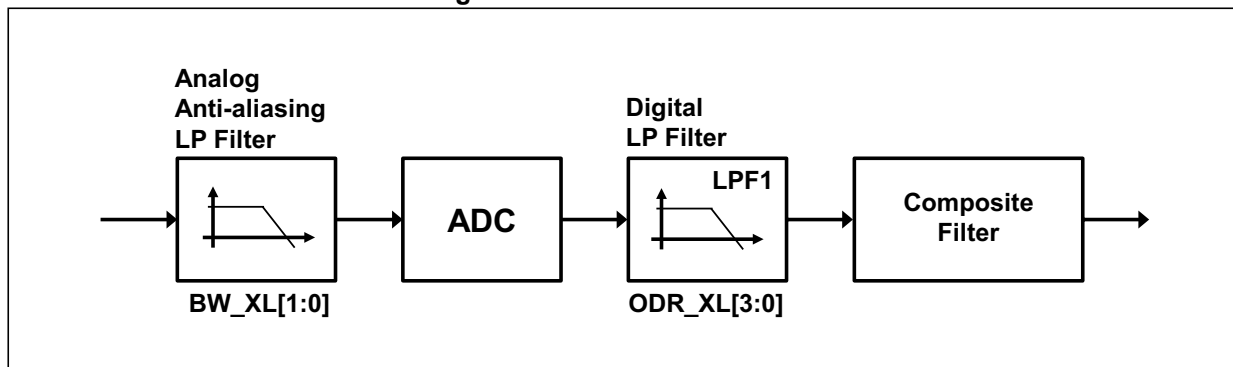 Analog
Anti-aliasing
LP Filter
Digital
LP Filter
LPF1
ADC
Composite
Filter
BW_XL[1:0]
ODR_XL[3:0]